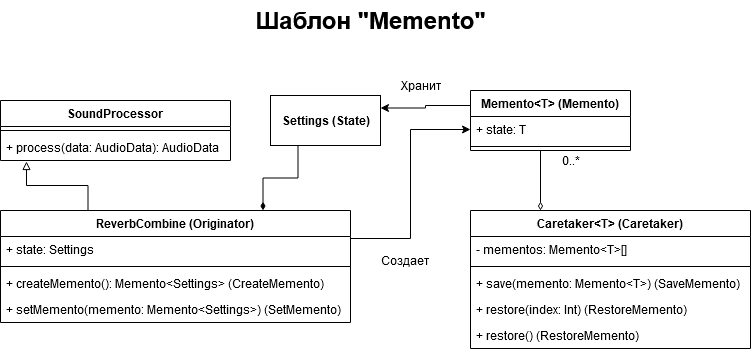 Шаблон "Memento"
Хранит
SoundProcessor
+ process(data: AudioData): AudioData
Settings (State)
Memento<T> (Memento)
+ state: T
0..*
ReverbCombine (Originator)
+ state: Settings
+ createMemento(): Memento<Settings> (CreateMemento)
+ setMemento(memento: Memento<Settings>) (SetMemento)
Создает
Caretaker<T> (Caretaker)
- mementos: Memento<T>[]
+ save(memento: Memento<T>) (SaveMemento)
+ restore(index: Int) (RestoreMemento)
+ restore() (RestoreMemento)